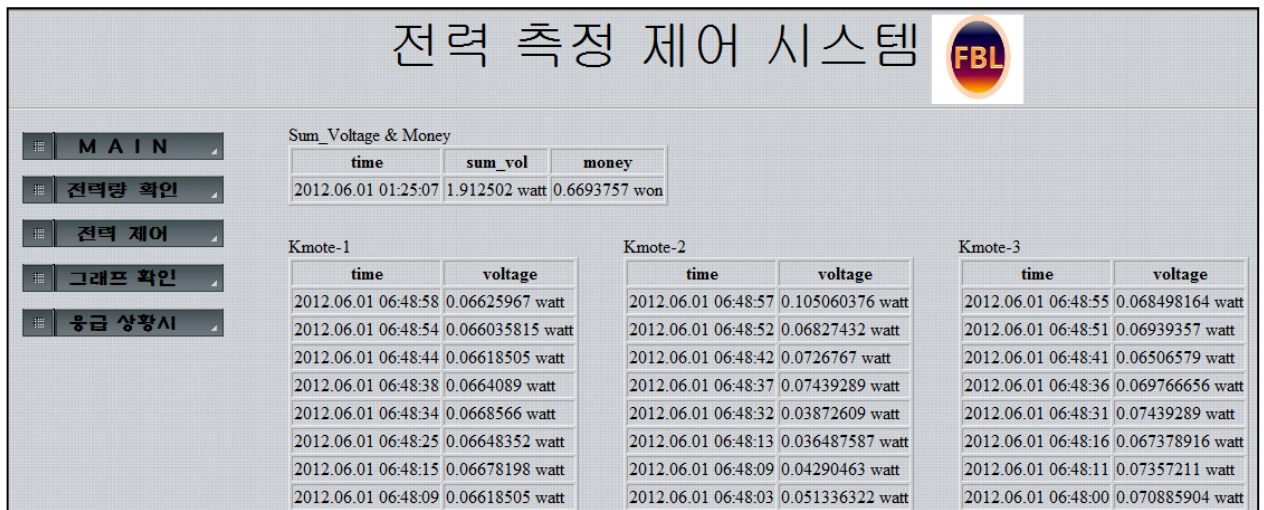 전력 측정 제어 시스템
FBL
MAIN
전력량 확인
전력 제어
그래프 확인
응급 상황시
Sum_Voltage & Money
time sum_vol money
2012.06.01 01:25:07 1.912502 watt 0.6693757 won
Kmote-1 Kmote-2 Kmote-3
time voltage time voltage time voltage
2012.06.01 06:48:58 0.06625967 watt 2012.06.01 06:48:57 0.105060376 watt 2012.06.01 06:48:55 0.068498164 watt
2012.06.01 06:48:54 0.066035815 watt 2012.06.01 06:48:52 0.06827432 watt 2012.06.01 06:48:51 0.06939357 watt
2012.06.01 06:48:44 0.06618505 watt 2012.06.01 06:48:42 0.0726767 watt 2012.06.01 06:48:41 0.06506579 watt
2012.06.01 06:48:38 0.0664089 watt 2012.06.01 06:48:37 0.07439289 watt 2012.06.01 06:48:36 0.069766656 watt
2012.06.01 06:48:34 0.0668566 watt 2012.06.01 06:48:32 0.03872609 watt 2012.06.01 06:48:31 0.07439289 watt
2012.06.01 06:48:25 0.06648352 watt 2012.06.01 06:48:13 0.036487587 watt 2012.06.01 06:48:16 0.067378916 watt
2012.06.01 06:48:15 0.06678198 watt 2012.06.01 06:48:09 0.04290463 watt 2012.06.01 06:48:11 0.07357211 watt
2012.06.01 06:48:09 0.06618505 watt 2012.06.01 06:48:03 0.051336322 watt 2012.06.01 06:48:00 0.070885904 watt